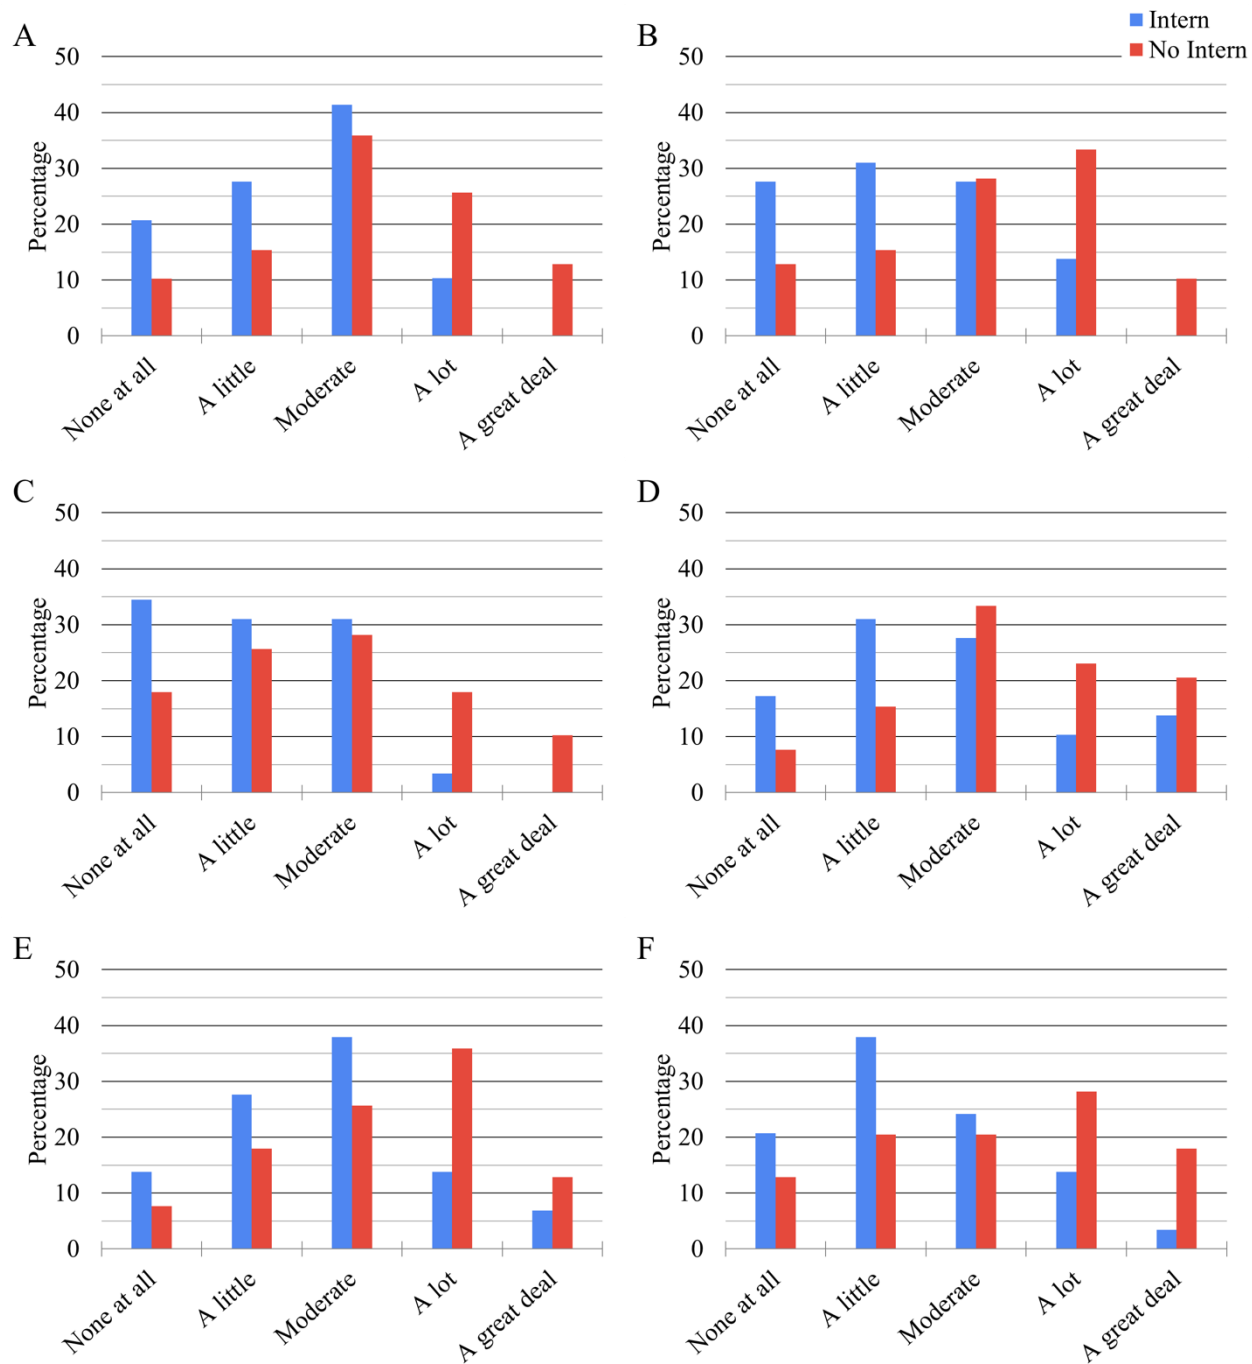 Intern
No Intern
A
50
40
30
20
10
0
Percentage
None at all
A little
Moderate
A lot
A great deal
B
50
40
30
20
10
0
Percentage
None at all
A little
Moderate
A lot
A great deal
C
50
40
30
20
10
0
Percentage
None at all
A little
Moderate
A lot
A great deal
D
50
40
30
20
10
0
Percentage
None at all
A little
Moderate
A lot
A great deal
E
50
40
30
20
10
0
Percentage
None at all
A little
Moderate
A lot
A great deal
F
50
40
30
20
10
0
Percentage
None at all
A little
Moderate
A lot
A great deal